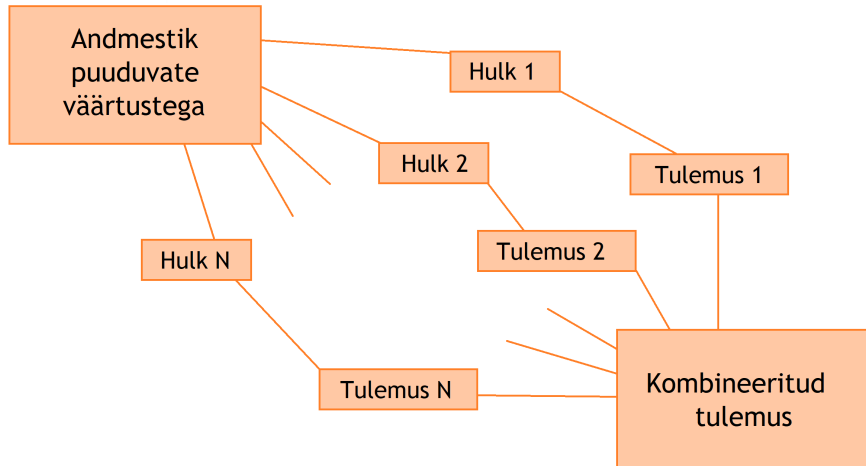 Andmestik
puuduvate
väärtustega
Hulk 1
Hulk 2
Tulemus 1
Hulk N
Tulemus 2
Tulemus N
Kombineeritud
tulemus